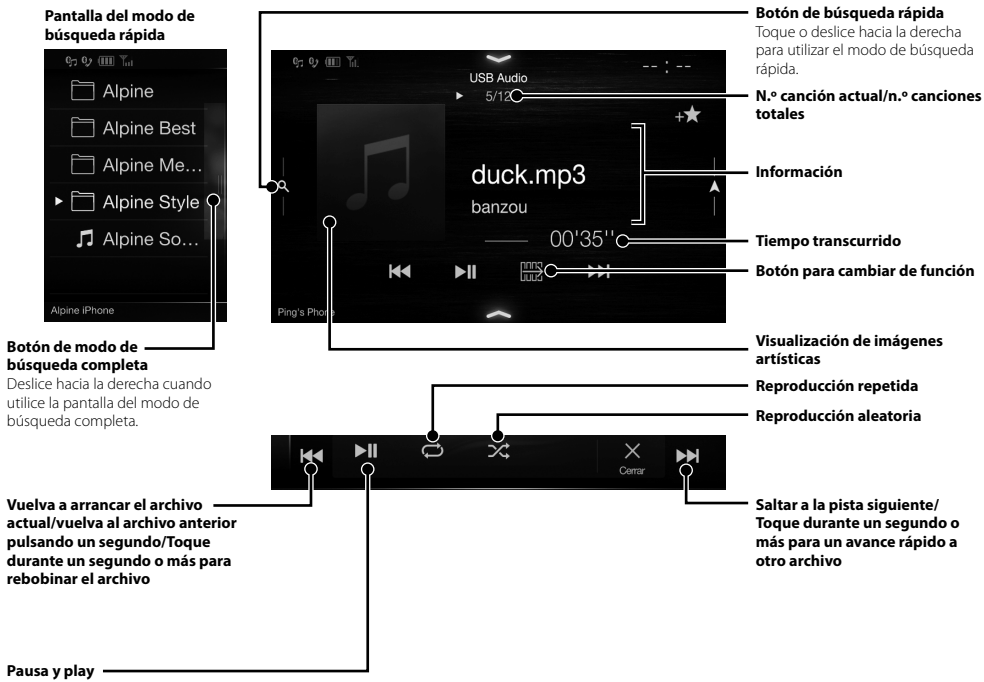 Pantalla del modo de
búsqueda rápida
Alpine
Alpine Best
Alpine Me...
Alpine Style
Alpine So...
Alpine iPhone
Botón de modo de
búsqueda completa
Deslice hacia la derecha cuando
utilice la pantalla del modo de
búsqueda completa.
USB Audio
5/12
-- : --
duck.mp3
banzou
00'35''
Ping's Phone
Botón de búsqueda rápida
Toque o deslice hacia la derecha
para utilizar el modo de búsqueda
rápida.
N.º canción actual/n.º canciones
totales
Información
Tiempo transcurrido
Botón para cambiar de función
Visualización de imágenes
artísticas
Reproducción repetida
Reproducción aleatoria
Cerrar
Vuelva a arrancar el archivo
actual/vuelva al archivo anterior
pulsando un segundo/Toque
durante un segundo o más para
rebobinar el archivo
Saltar a la pista siguiente/
Toque durante un segundo o
más para un avance rápido a
otro archivo
Pausa y play